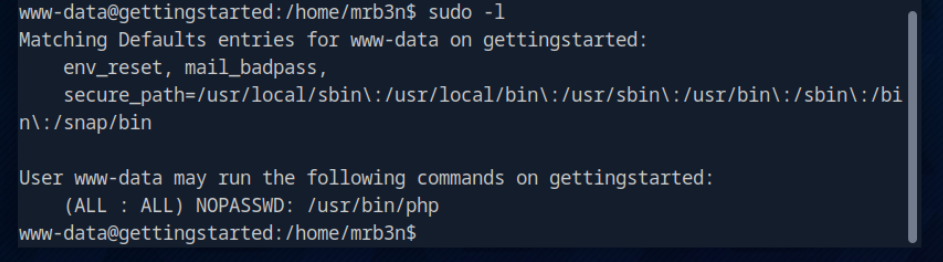 www-data@gettingstarted:/home/mrb3n$ sudo -l
Matching Defaults entries for www-data on gettingstarted:
    env_reset, mail_badpass,
    secure_path=/usr/local/sbin\:/usr/local/bin\:/usr/sbin\:/usr/bin\:/sbin\:/bi
n\:/snap/bin

User www-data may run the following commands on gettingstarted:
    (ALL : ALL) NOPASSWD: /usr/bin/php
www-data@gettingstarted:/home/mrb3n$